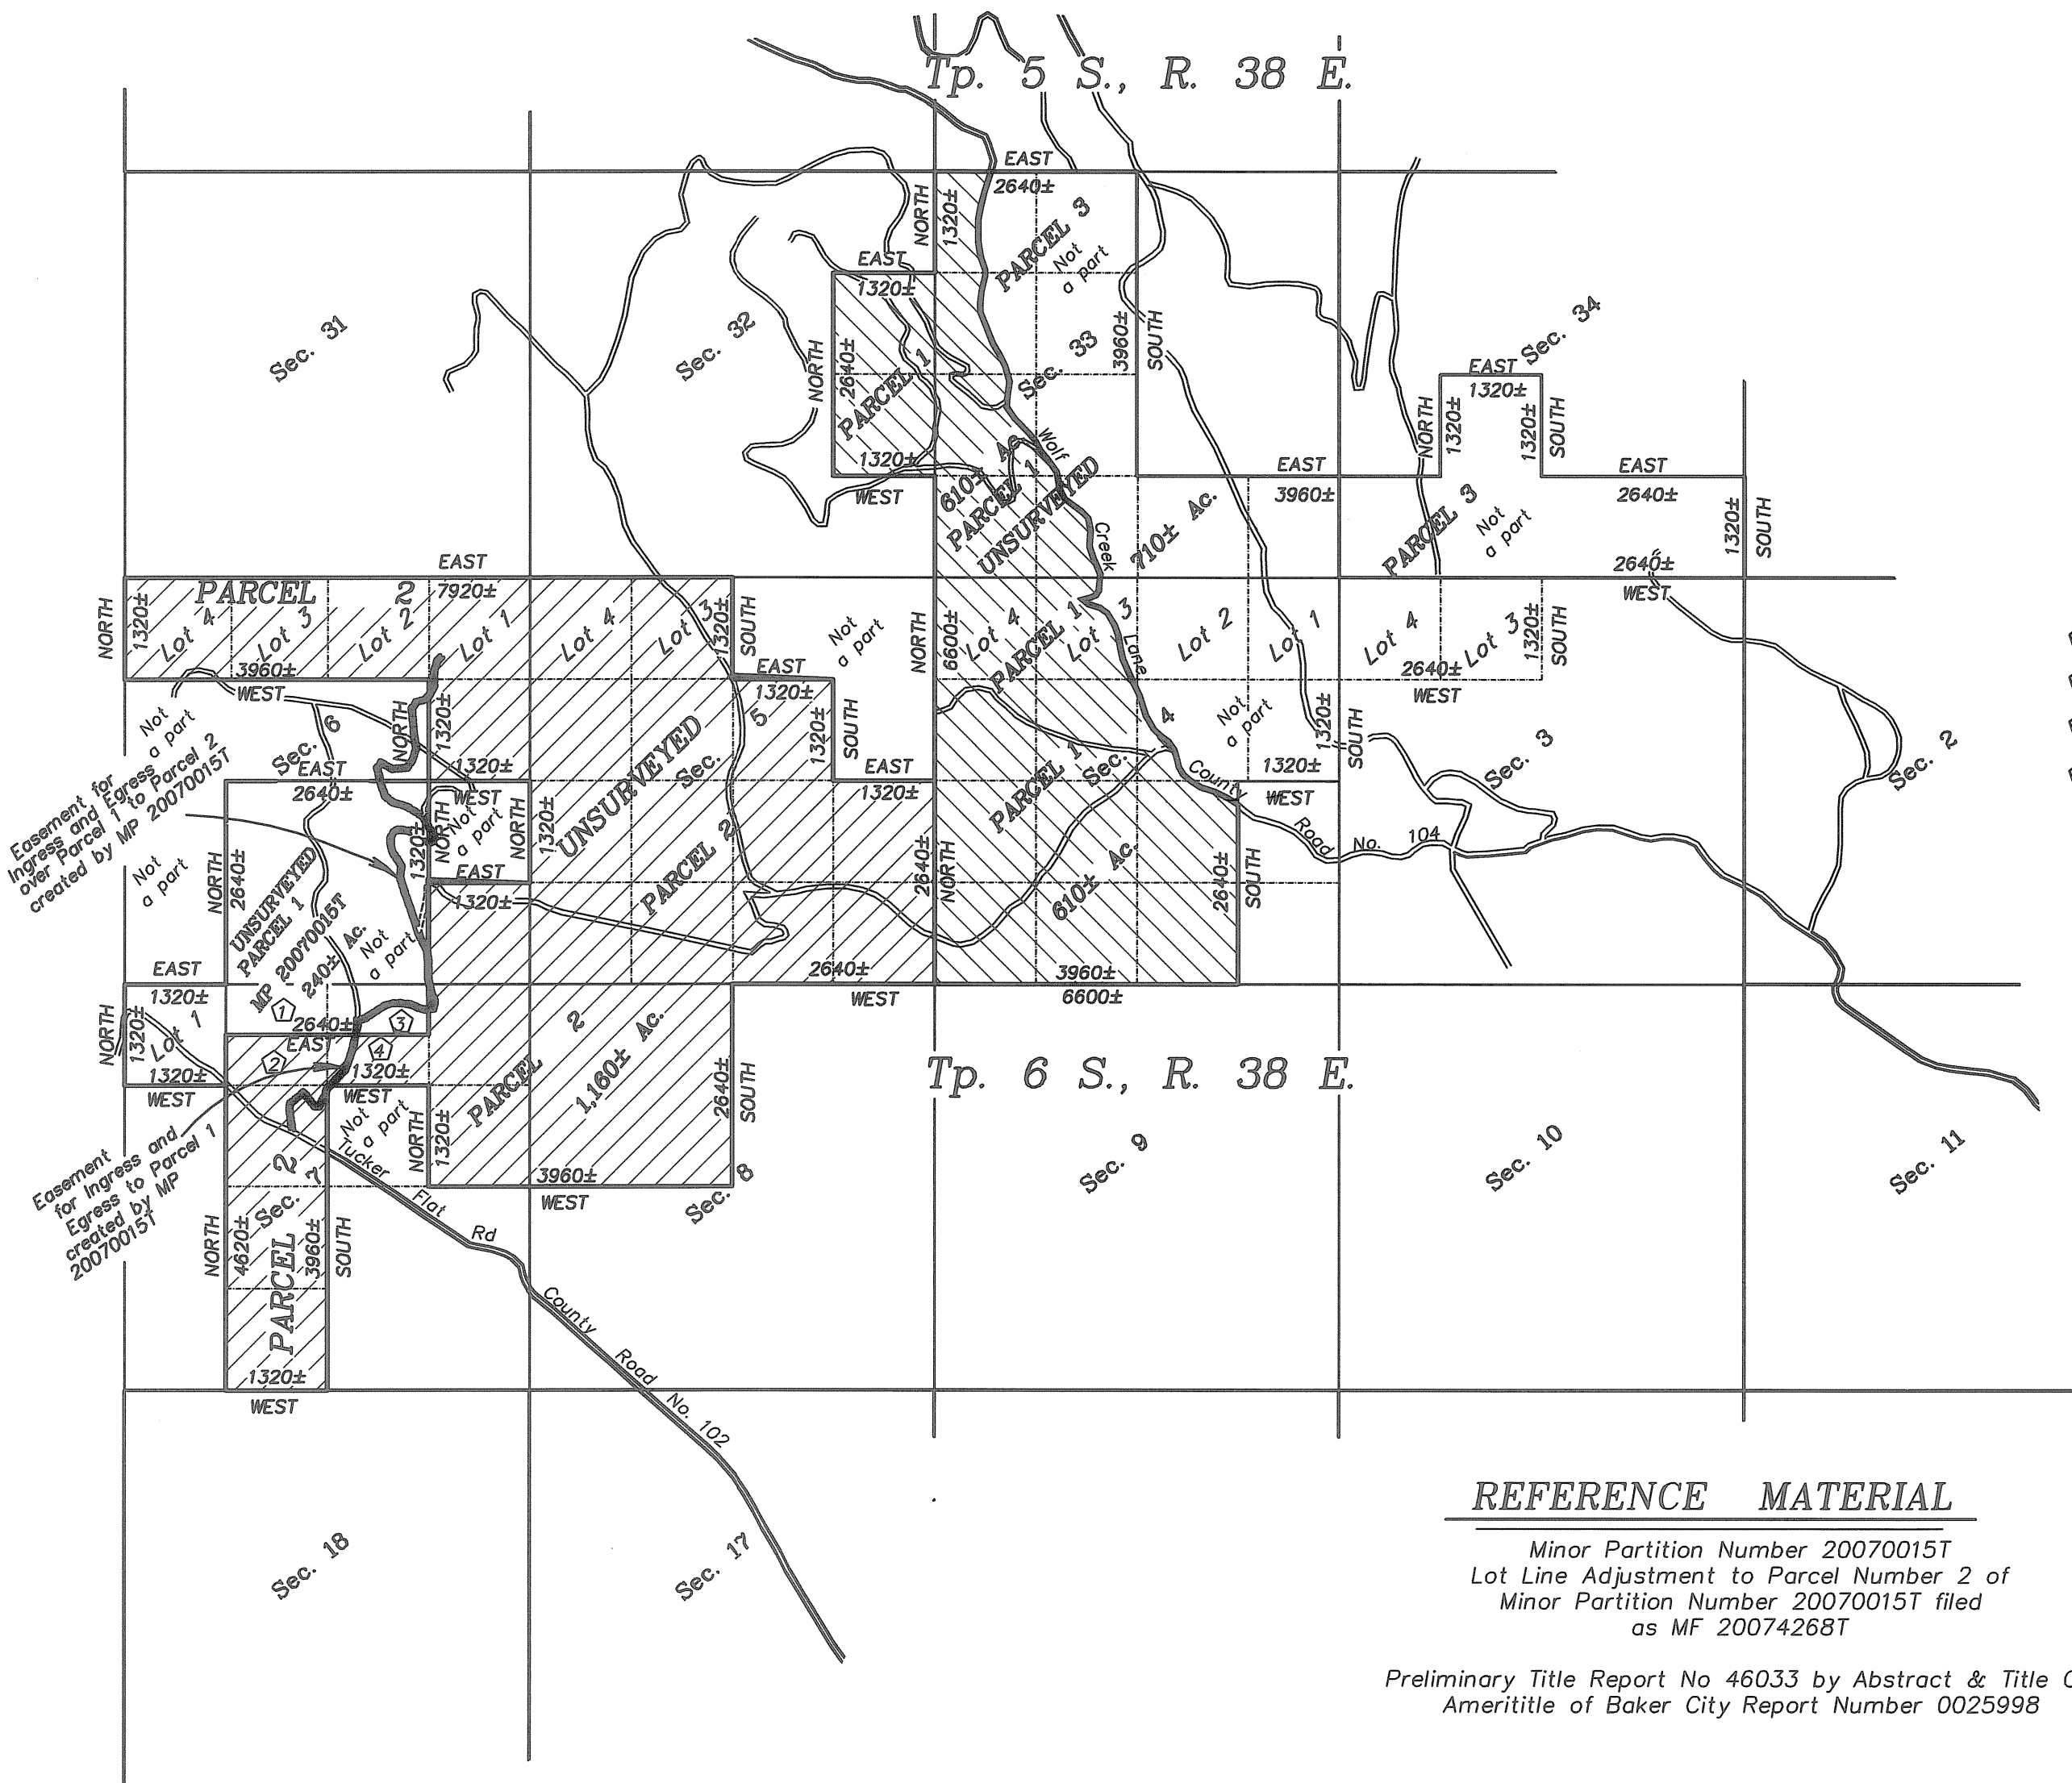 Tp. 5 S., R. 38 E.
EAST
2640±
NORTH
1320±
PARCEL 3
Not
a part
EAST
1320±
Sec. 31
Sec. 32
NORTH
2640±
PARCEL 1
Sec. 33
3960±
SOUTH
Sec. 34
EAST
1320±
NORTH
1320±
1320±
SOUTH
1320±
WEST
610± Ac.
PARCEL 1
UNSURVEYED
Wolf
Creek
Lane
County
Road
No. 104
710± Ac.
EAST
3960±
PARCEL 3
Not
a part
EAST
2640±
1320±
SOUTH
2640±
WEST
EAST
PARCEL 2
7920±
NORTH
1320±
Lot 4
Lot 3
Lot 2
Lot 1
Lot 4
Lot 3
1320±
SOUTH
Not
a part
NORTH
6600±
Lot 4
PARCEL 1
Lot 3
Lot 2
Lot 1
Lot 4
Lot 3
1320±
SOUTH
2640±
WEST
3960±
WEST
Not
a part
Sec. 6
NORTH
1320±
EAST
1320±
5
Sec.
1320±
SOUTH
UNSURVEYED
PARCEL 2
4
Sec.
PARCEL 1
Not
a part
1320±
SOUTH
1320±
WEST
Sec. 3
Sec. 2
Easement for
Ingress and Egress
over Parcel 1 to Parcel 2
created by MP 20070015T
EAST
2640±
1320±
WEST
NORTH
1320±
Not
a part
NORTH
1320±
EAST
1320±
EAST
1320±
2640±
NORTH
610± Ac.
2640±
SOUTH
Not
a part
NORTH
2640±
UNSURVEYED
PARCEL 1
MP 20070015T
240± Ac.
Not
a part
1
3
2640±
EAST
2
4
1320±
WEST
EAST
1320±
NORTH
1320±
Lot 1
1320±
WEST
2640±
WEST
3960±
6600±
PARCEL 2
1,160± Ac.
2640±
SOUTH
Tp. 6 S., R. 38 E.
Not
a part
NORTH
1320±
3960±
WEST
Sec. 8
Sec. 9
Sec. 10
Sec. 11
Easement
for Ingress and
Egress to Parcel 1
created by MP
20070015T
Tucker
Flat
Rd
County
Road
No. 102
PARCEL 2
Sec. 7
NORTH
4620±
3960±
SOUTH
1320±
WEST
Sec. 18
Sec. 17
REFERENCE MATERIAL
Minor Partition Number 20070015T
Lot Line Adjustment to Parcel Number 2 of
Minor Partition Number 20070015T filed
as MF 20074268T
Preliminary Title Report No 46033 by Abstract & Title
Amerititle of Baker City Report Number 0025998